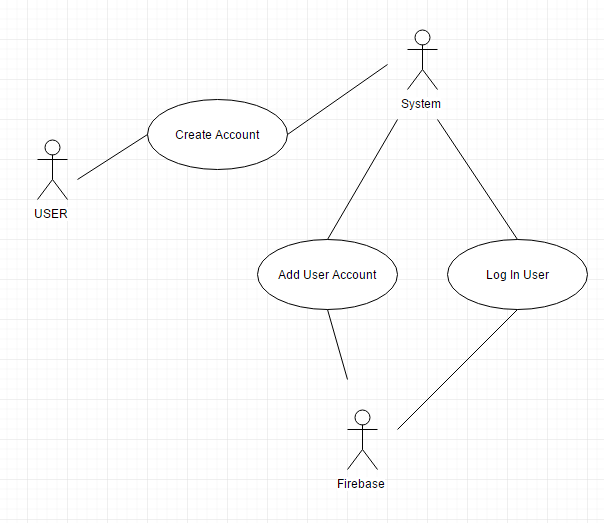 System
Create Account
USER
Add User Account
Log In User
Firebase